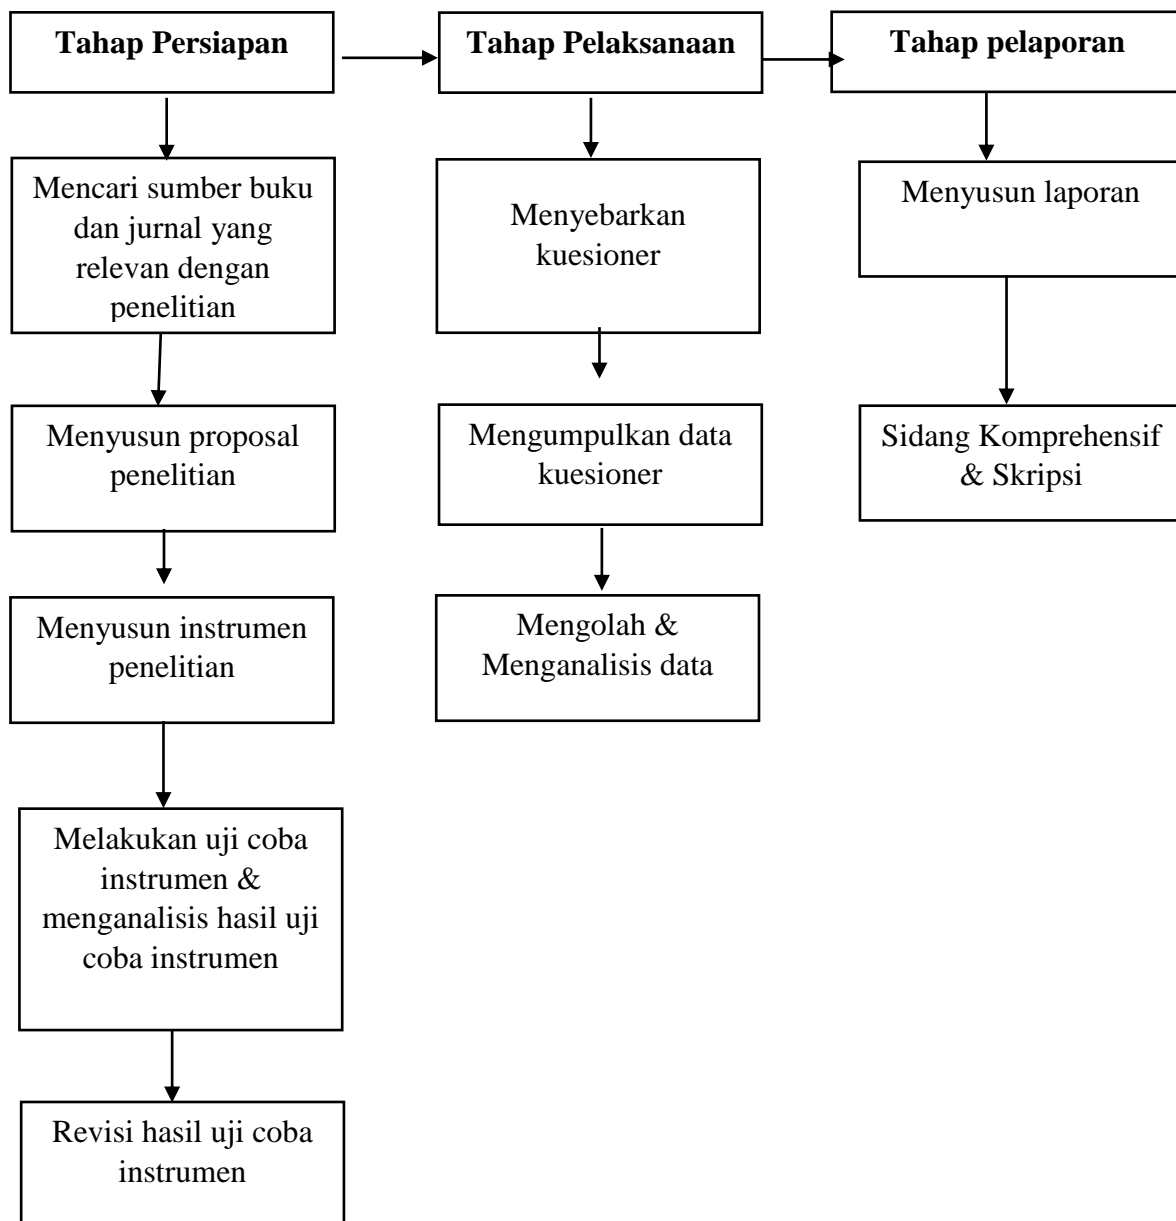 Tahap Persiapan
Tahap Pelaksanaan
Tahap pelaporan
Mencari sumber buku
dan jurnal yang
relevan dengan
penelitian
Menyusun proposal
penelitian
Menyusun instrumen
penelitian
Melakukan uji coba
instrumen &
menganalisis hasil uji
coba instrumen
Revisi hasil uji coba
instrumen
Menyebarkan
kuesioner
Mengumpulkan data
kuesioner
Mengolah &
Menganalisis data
Menyusun laporan
Sidang Komprehensif
& Skripsi